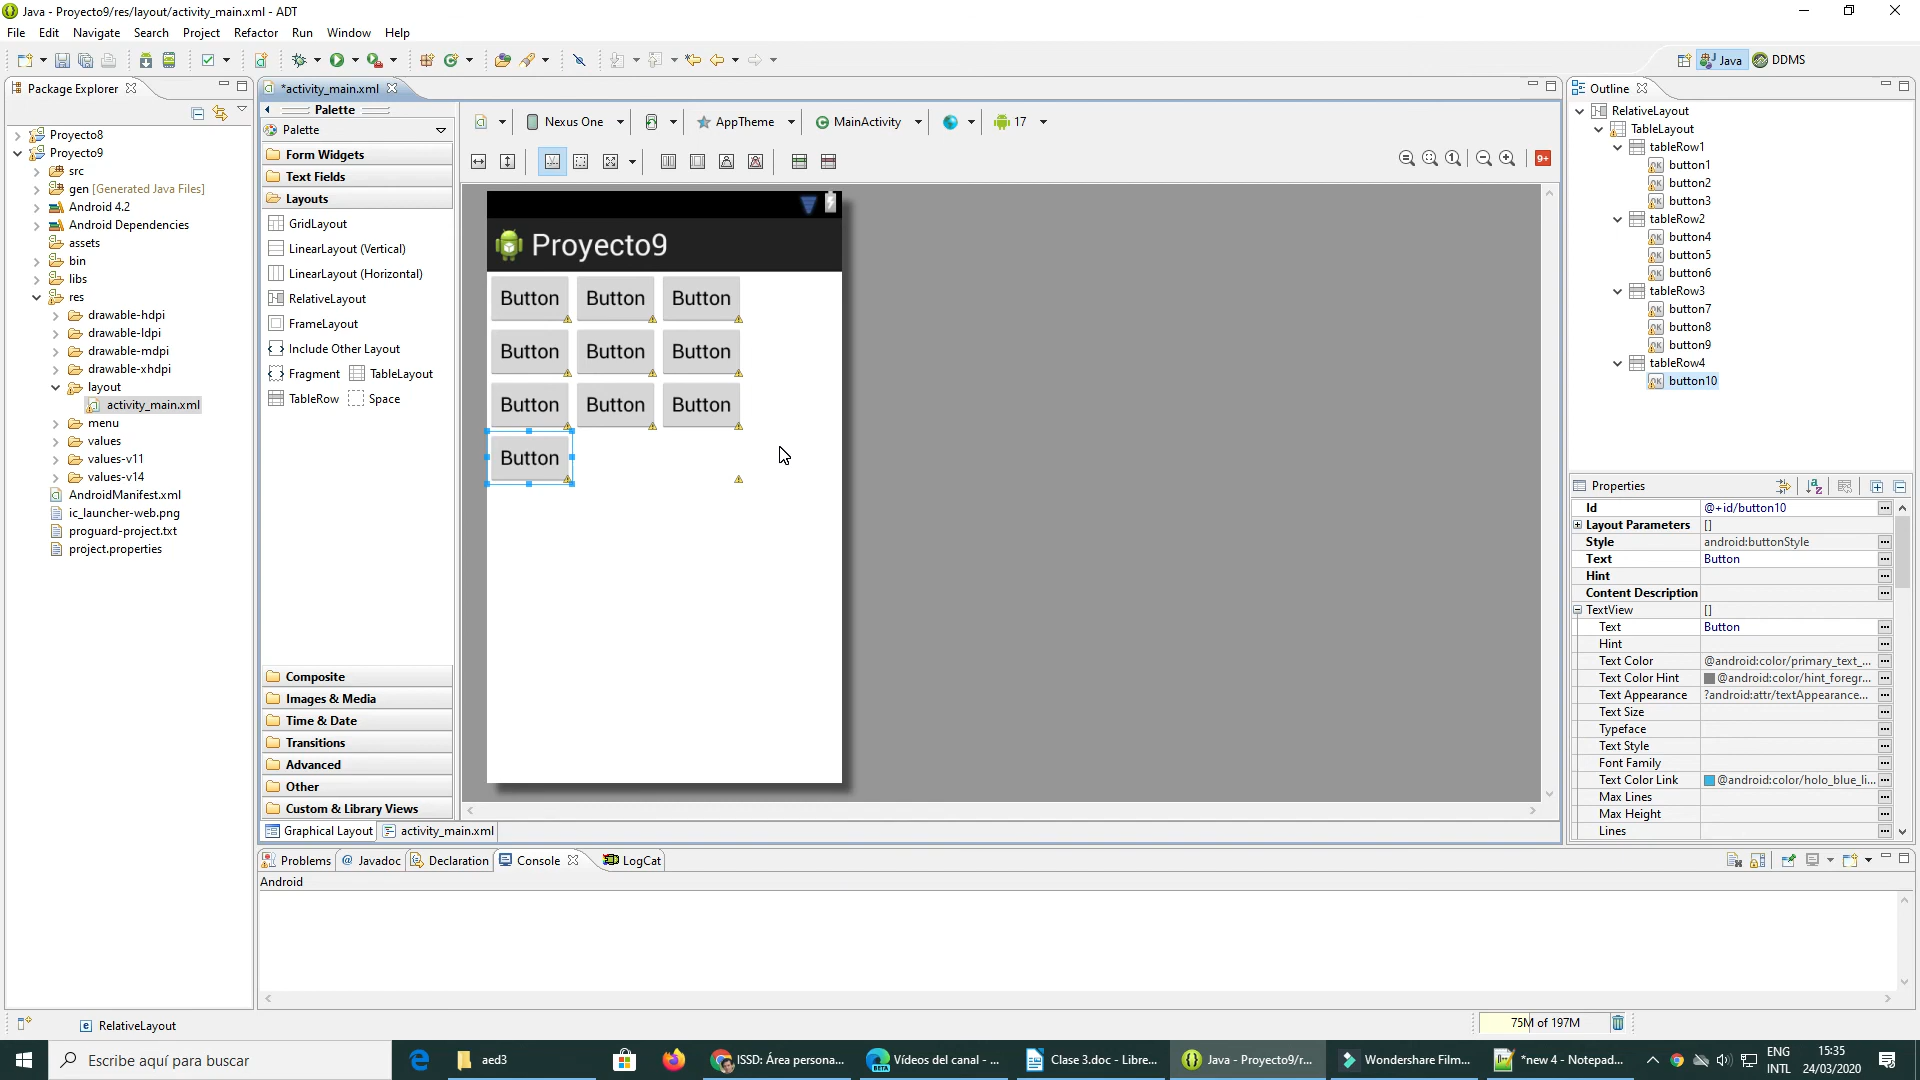 Java - Proyecto9/res/layout/activity_main.xml - ADT
File Edit Navigate Search Project Refactor Run Window Help
Java DDMS
Package Explorer
Proyecto8
Proyecto9
src
gen [Generated Java Files]
Android 4.2
Android Dependencies
assets
bin
libs
res
drawable-hdpi
drawable-ldpi
drawable-mdpi
drawable-xhdpi
layout
activity_main.xml
menu
values
values-v11
values-v14
AndroidManifest.xml
ic_launcher-web.png
proguard-project.txt
project.properties
*activity_main.xml
Palette
Palette
Form Widgets
Text Fields
Layouts
GridLayout
LinearLayout (Vertical)
LinearLayout (Horizontal)
RelativeLayout
FrameLayout
Include Other Layout
Fragment TableLayout
TableRow Space
Composite
Images & Media
Time & Date
Transitions
Advanced
Other
Custom & Library Views
Graphical Layout activity_main.xml
Nexus One AppTheme MainActivity 17
9+
Proyecto9
Button Button Button
Button Button Button
Button Button Button
Button
Outline
RelativeLayout
TableLayout
tableRow1
button1
button2
button3
tableRow2
button4
button5
button6
tableRow3
button7
button8
button9
tableRow4
button10
Properties
Id @+id/button10
Layout Parameters []
Style android:buttonStyle
Text Button
Hint
Content Description
TextView []
Text Button
Hint
Text Color @android:color/primary_text_...
Text Color Hint @android:color/hint_foregr...
Text Appearance ?android:attr/textAppearance...
Text Size
Typeface
Text Style
Font Family
Text Color Link @android:color/holo_blue_li...
Max Lines
Max Height
Lines
Problems @ Javadoc Declaration Console LogCat
Android
RelativeLayout
75M of 197M
Escribe aquí para buscar
aed3
ISSD: Área persona...
Vídeos del canal - ...
Clase 3.doc - Libre...
Java - Proyecto9/r...
Wondershare Film...
*new 4 - Notepad...
ENG
INTL
15:35
24/03/2020